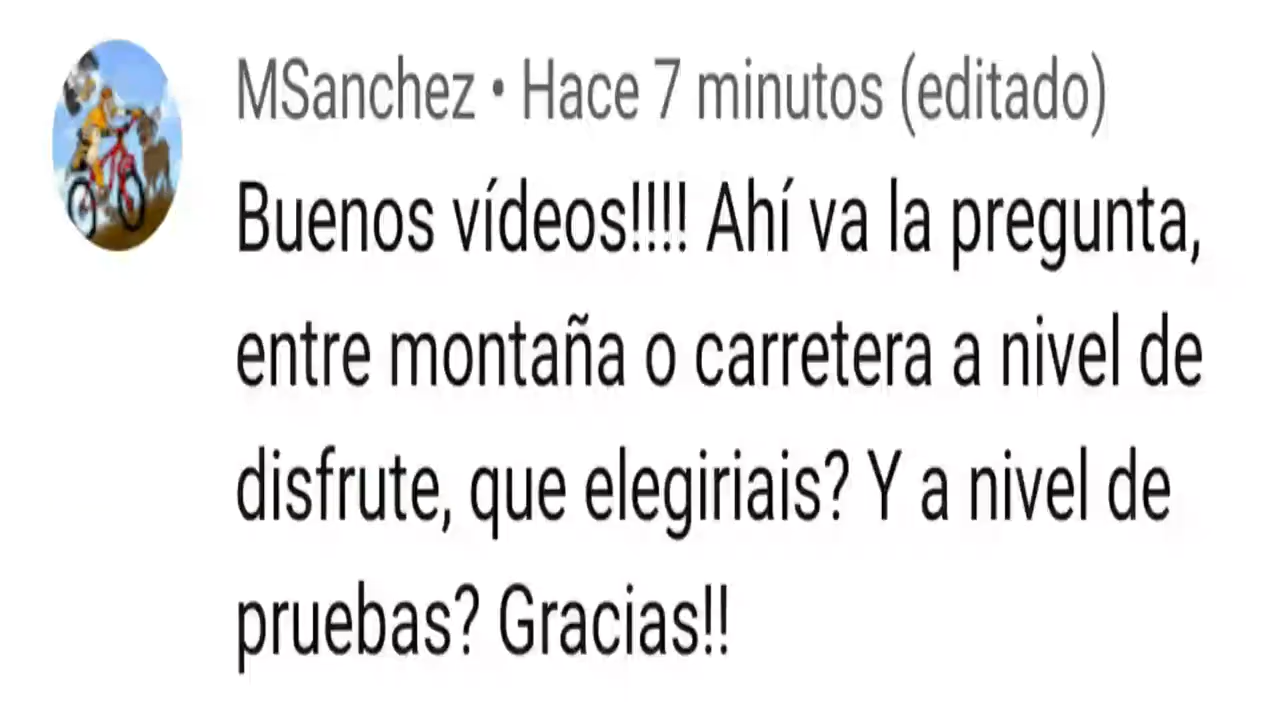 MSanchez • Hace 7 minutos (editado)
Buenos vídeos!!!! Ahí va la pregunta,
entre montaña o carretera a nivel de
disfrute, que elegiriais? Y a nivel de
pruebas? Gracias!!